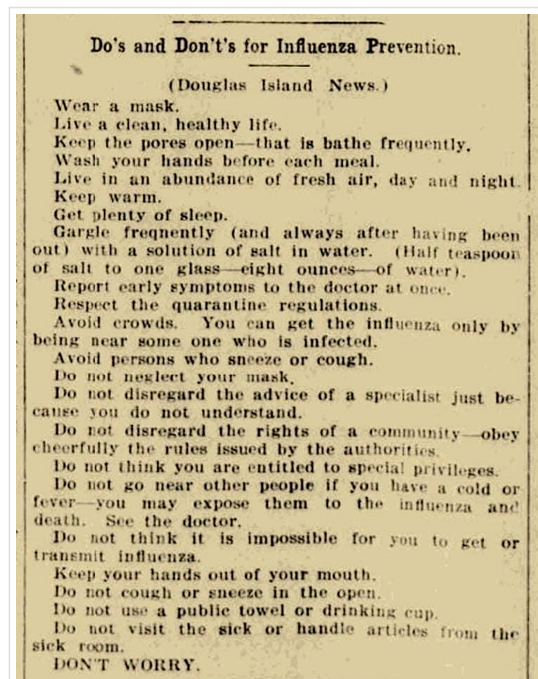 Do's and Don't's for Influenza Prevention.
(Douglas Island News.)
Wear a mask.
Live a clean, healthy life.
Keep the pores open—that is bathe frequently.
Wash your hands before each meal.
Live in an abundance of fresh air, day and night.
Keep warm.
Get plenty of sleep.
Gargle freqnently (and always after having been
out) with a solution of salt in water. (Half teaspoon
of salt to one glass—eight ounces—of water).
Report early symptoms to the doctor at once.
Respect the quarantine regulations.
Avoid crowds. You can get the influenza only by
being near some one who is infected.
Avoid persons who sneeze or cough.
Do not neglect your mask.
Do not disregard the advice of a specialist just be-
cause you do not understand.
Do not disregard the rights of a community—obey
cheerfully the rules issued by the authorities.
Do not think you are entitled to special privileges.
Do not go near other people if you have a cold or
fever—you may expose them to the influenza and
death. See the doctor.
Do not think it is impossible for you to get or
transmit influenza.
Keep your hands out of your mouth.
Do not cough or sneeze in the open.
Do not use a public towel or drinking cup.
Do not visit the sick or handle articles from the
sick room.
DON'T WORRY.